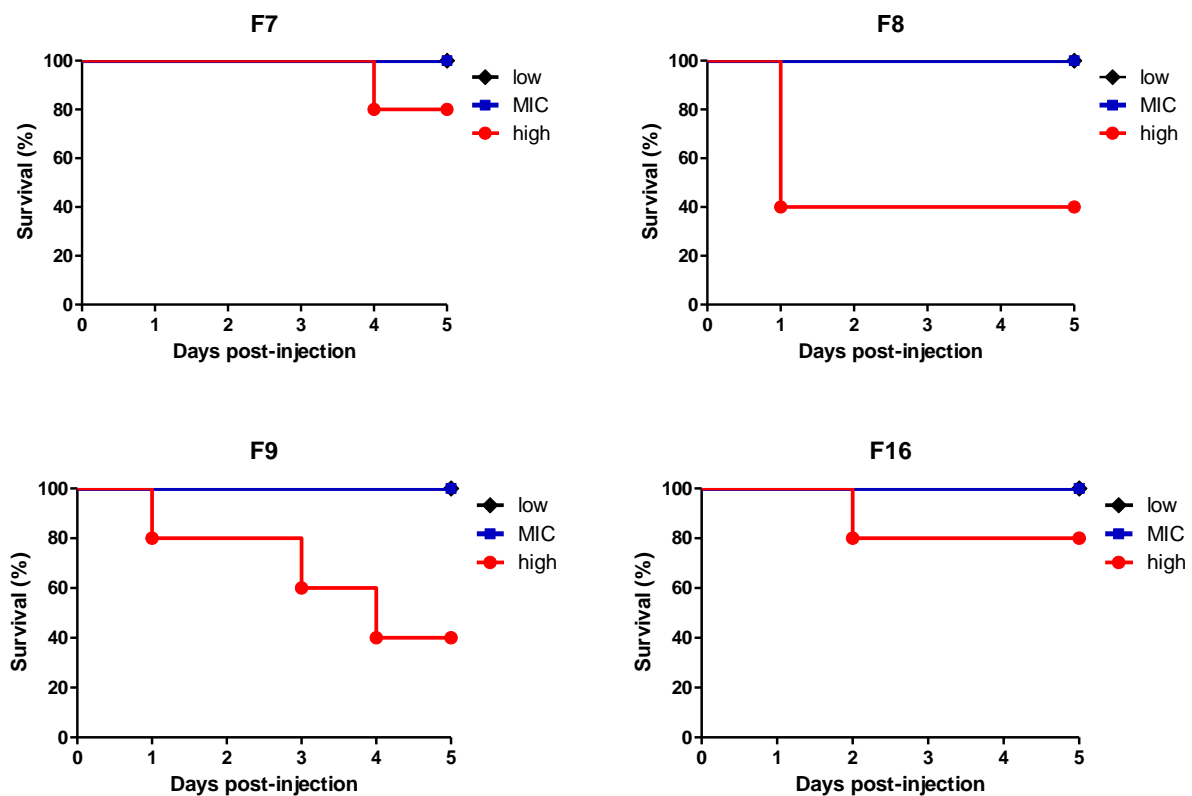 F7
100
80
60
40
20
0
Survival (%)
0 1 2 3 4 5
Days post-injection
low
MIC
high
F8
100
80
60
40
20
0
Survival (%)
0 1 2 3 4 5
Days post-injection
low
MIC
high
F9
100
80
60
40
20
0
Survival (%)
0 1 2 3 4 5
Days post-injection
low
MIC
high
F16
100
80
60
40
20
0
Survival (%)
0 1 2 3 4 5
Days post-injection
low
MIC
high